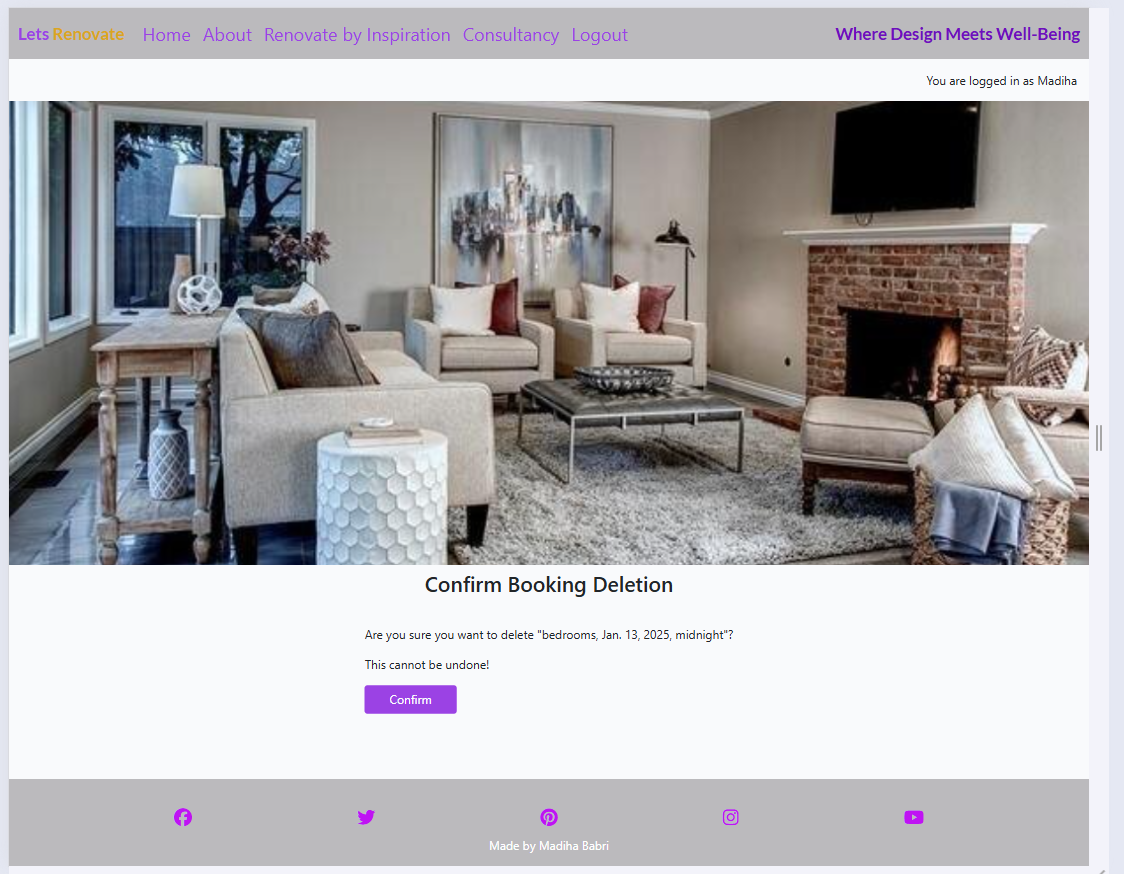 Lets Renovate Home About Renovate by Inspiration Consultancy Logout Where Design Meets Well-Being
You are logged in as Madiha
Confirm Booking Deletion
Are you sure you want to delete "bedrooms, Jan. 13, 2025, midnight"?
This cannot be undone!
Confirm
Made by Madiha Babri